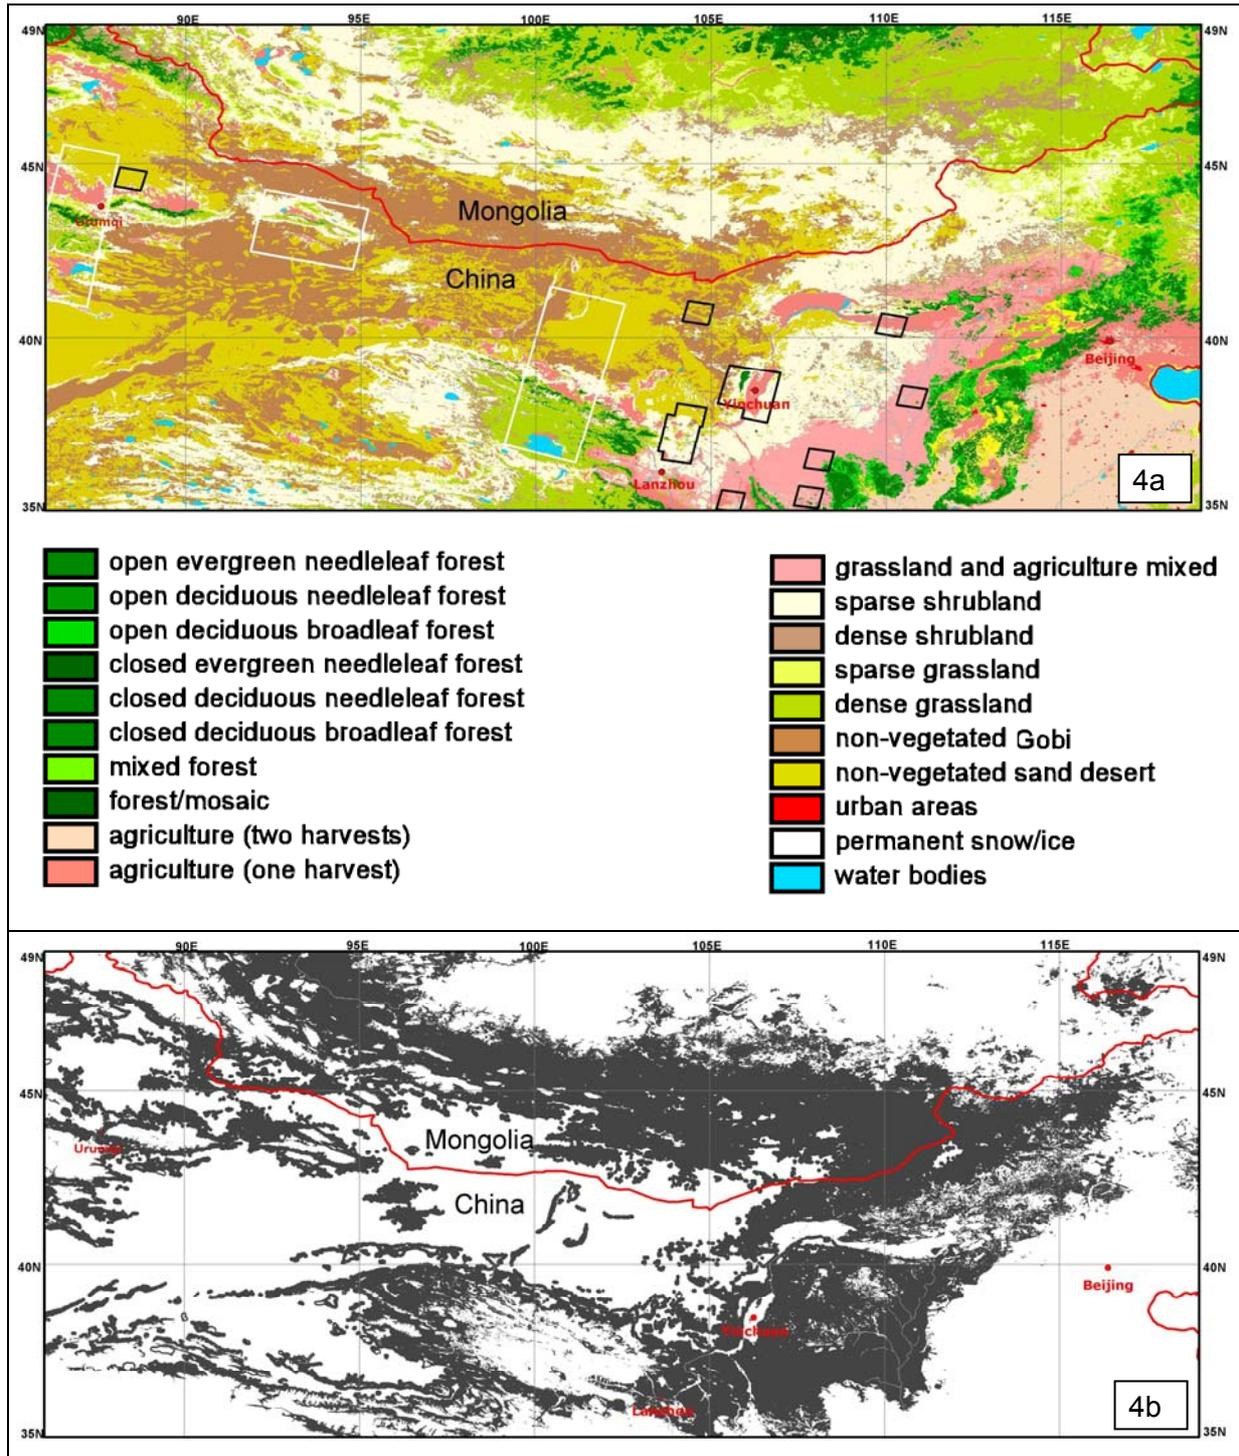 90E 95E 100E 105E 110E 115E
49N 49N
45N 45N
Mongolia
Urumqi
China
40N 40N
Beijing
Yinchuan
Lanzhou
4a
35N 35N
open evergreen needleleaf forest
open deciduous needleleaf forest
open deciduous broadleaf forest
closed evergreen needleleaf forest
closed deciduous needleleaf forest
closed deciduous broadleaf forest
mixed forest
forest/mosaic
agriculture (two harvests)
agriculture (one harvest)
grassland and agriculture mixed
sparse shrubland
dense shrubland
sparse grassland
dense grassland
non-vegetated Gobi
non-vegetated sand desert
urban areas
permanent snow/ice
water bodies
90E 95E 100E 105E 110E 115E
49N 49N
45N 45N
Mongolia
Urumqi
China
40N 40N
Beijing
Yinchuan
Lanzhou
4b
35N 35N